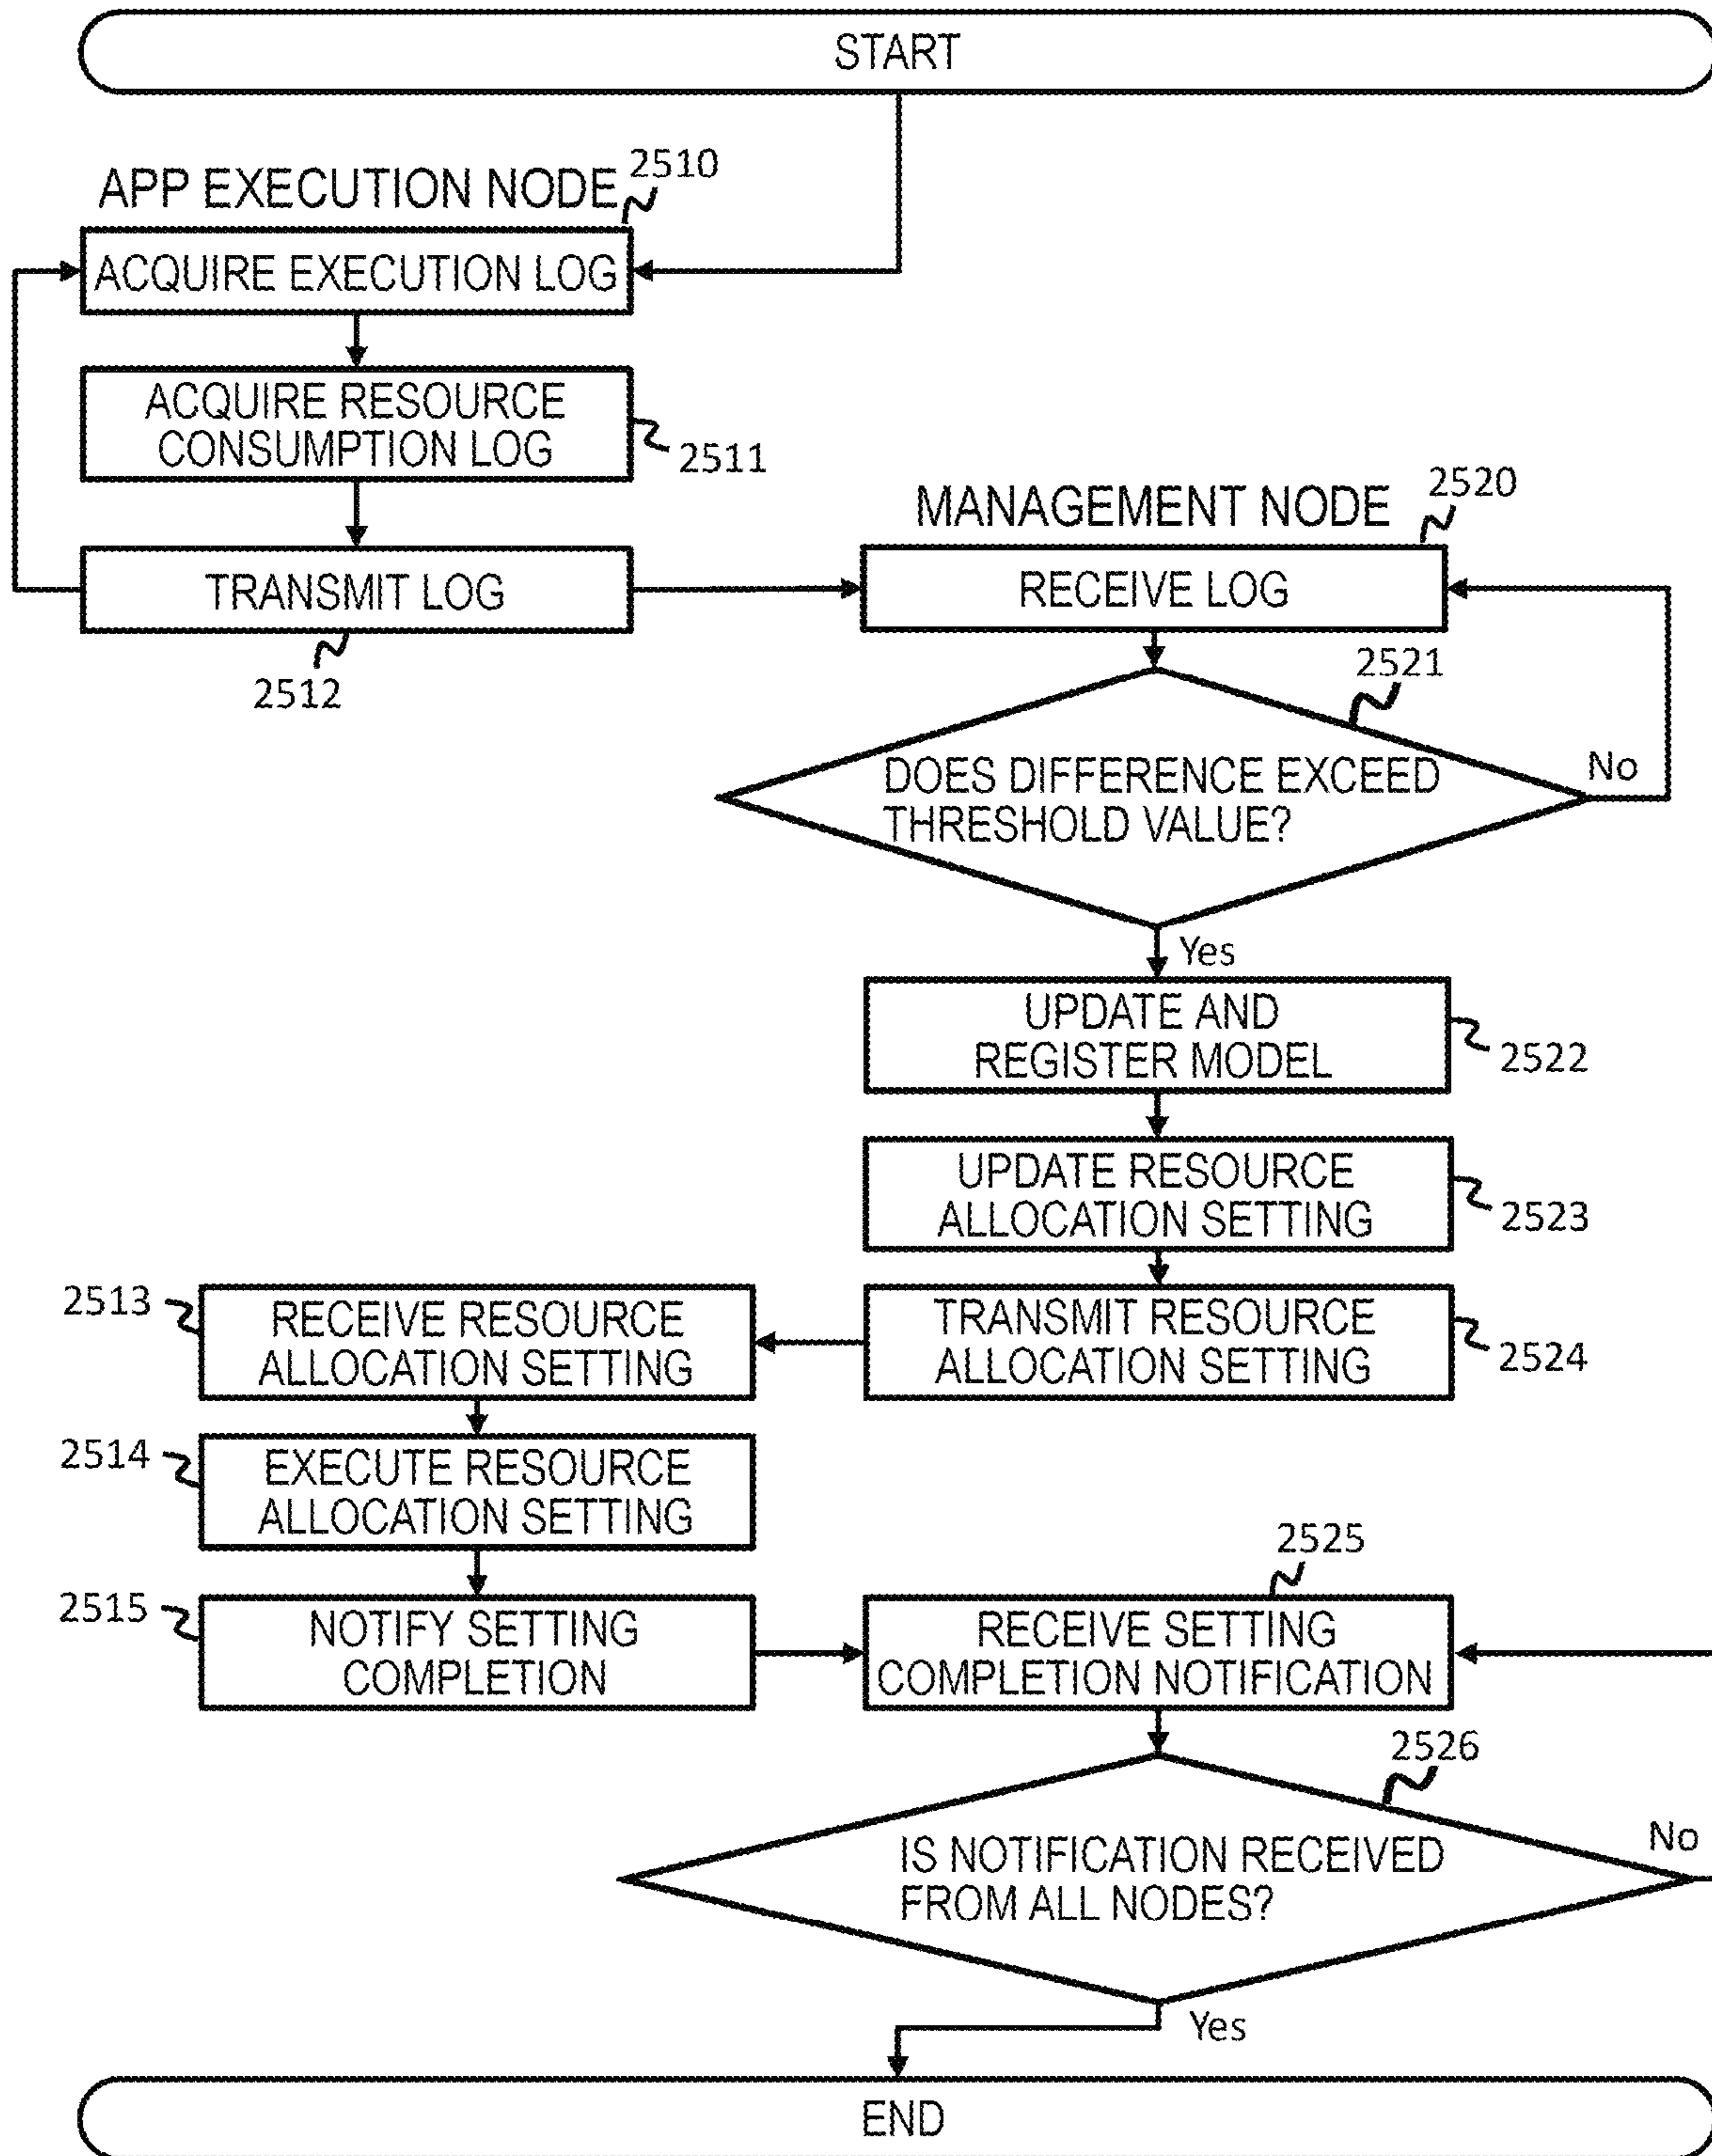 START
2510
APP EXECUTION NODE
ACQUIRE EXECUTION LOG
ACQUIRE RESOURCE
CONSUMPTION LOG
2511
2520
MANAGEMENT NODE
TRANSMIT LOG
RECEIVE LOG
2512
2521
DOES DIFFERENCE EXCEED
THRESHOLD VALUE?
No
Yes
UPDATE AND
REGISTER MODEL
2522
UPDATE RESOURCE
ALLOCATION SETTING
2523
2513
RECEIVE RESOURCE
ALLOCATION SETTING
TRANSMIT RESOURCE
ALLOCATION SETTING
2524
2514
EXECUTE RESOURCE
ALLOCATION SETTING
2525
2515
NOTIFY SETTING
COMPLETION
RECEIVE SETTING
COMPLETION NOTIFICATION
2526
IS NOTIFICATION RECEIVED
FROM ALL NODES?
No
Yes
END